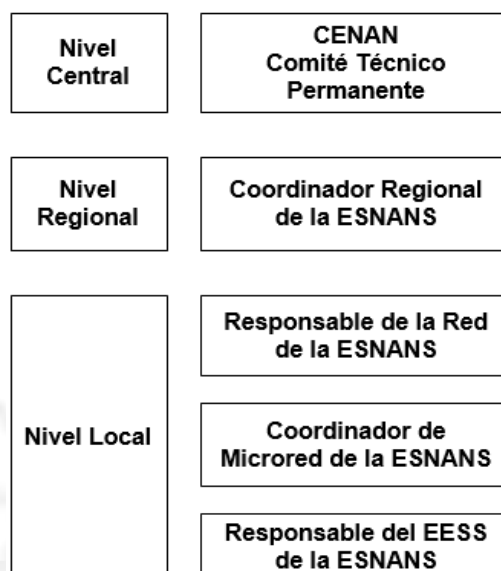 Nivel
Central
CENAN
Comité Técnico
Permanente
Nivel
Regional
Coordinador Regional
de la ESNANS
Nivel Local
Responsable de la Red
de la ESNANS
Coordinador de
Microred de la ESNANS
Responsable del EESS
de la ESNANS